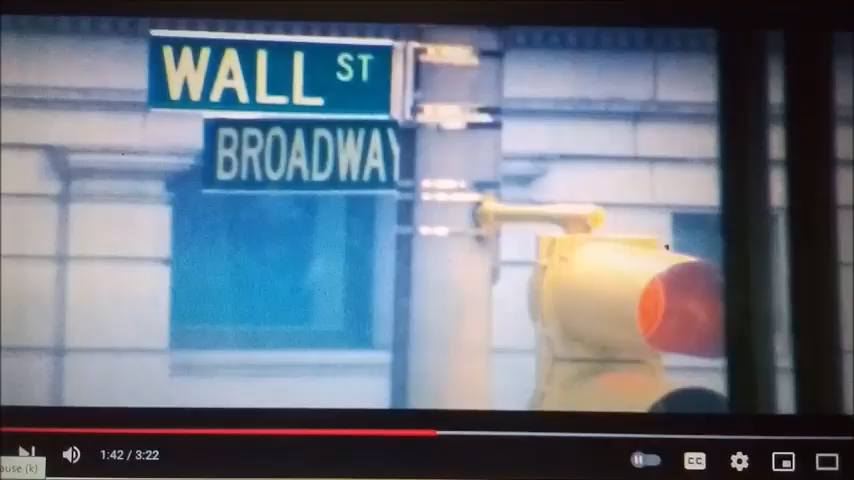 WALL ST
BROADWAY
1:42 / 3:22
CC
ause (k)